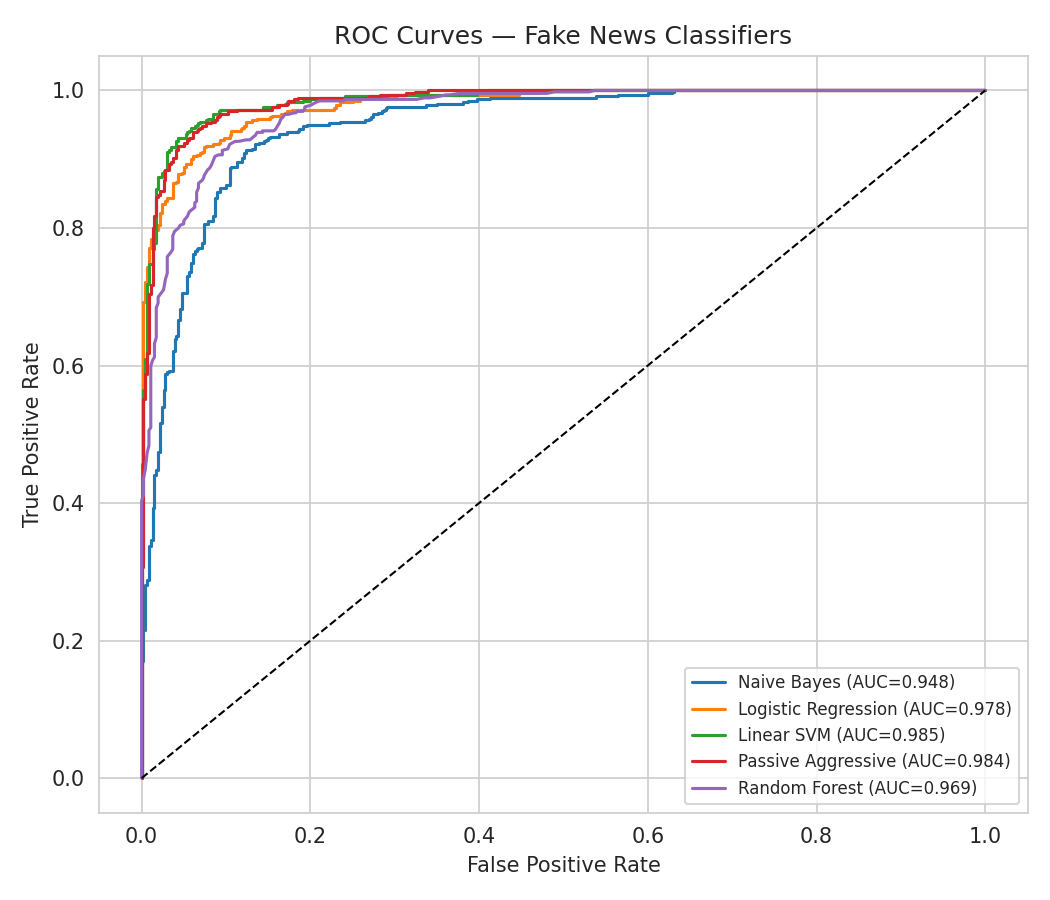 ROC Curves — Fake News Classifiers
1.0
0.8
0.6
0.4
0.2
0.0
True Positive Rate
0.0 0.2 0.4 0.6 0.8 1.0
False Positive Rate
Naive Bayes (AUC=0.948)
Logistic Regression (AUC=0.978)
Linear SVM (AUC=0.985)
Passive Aggressive (AUC=0.984)
Random Forest (AUC=0.969)